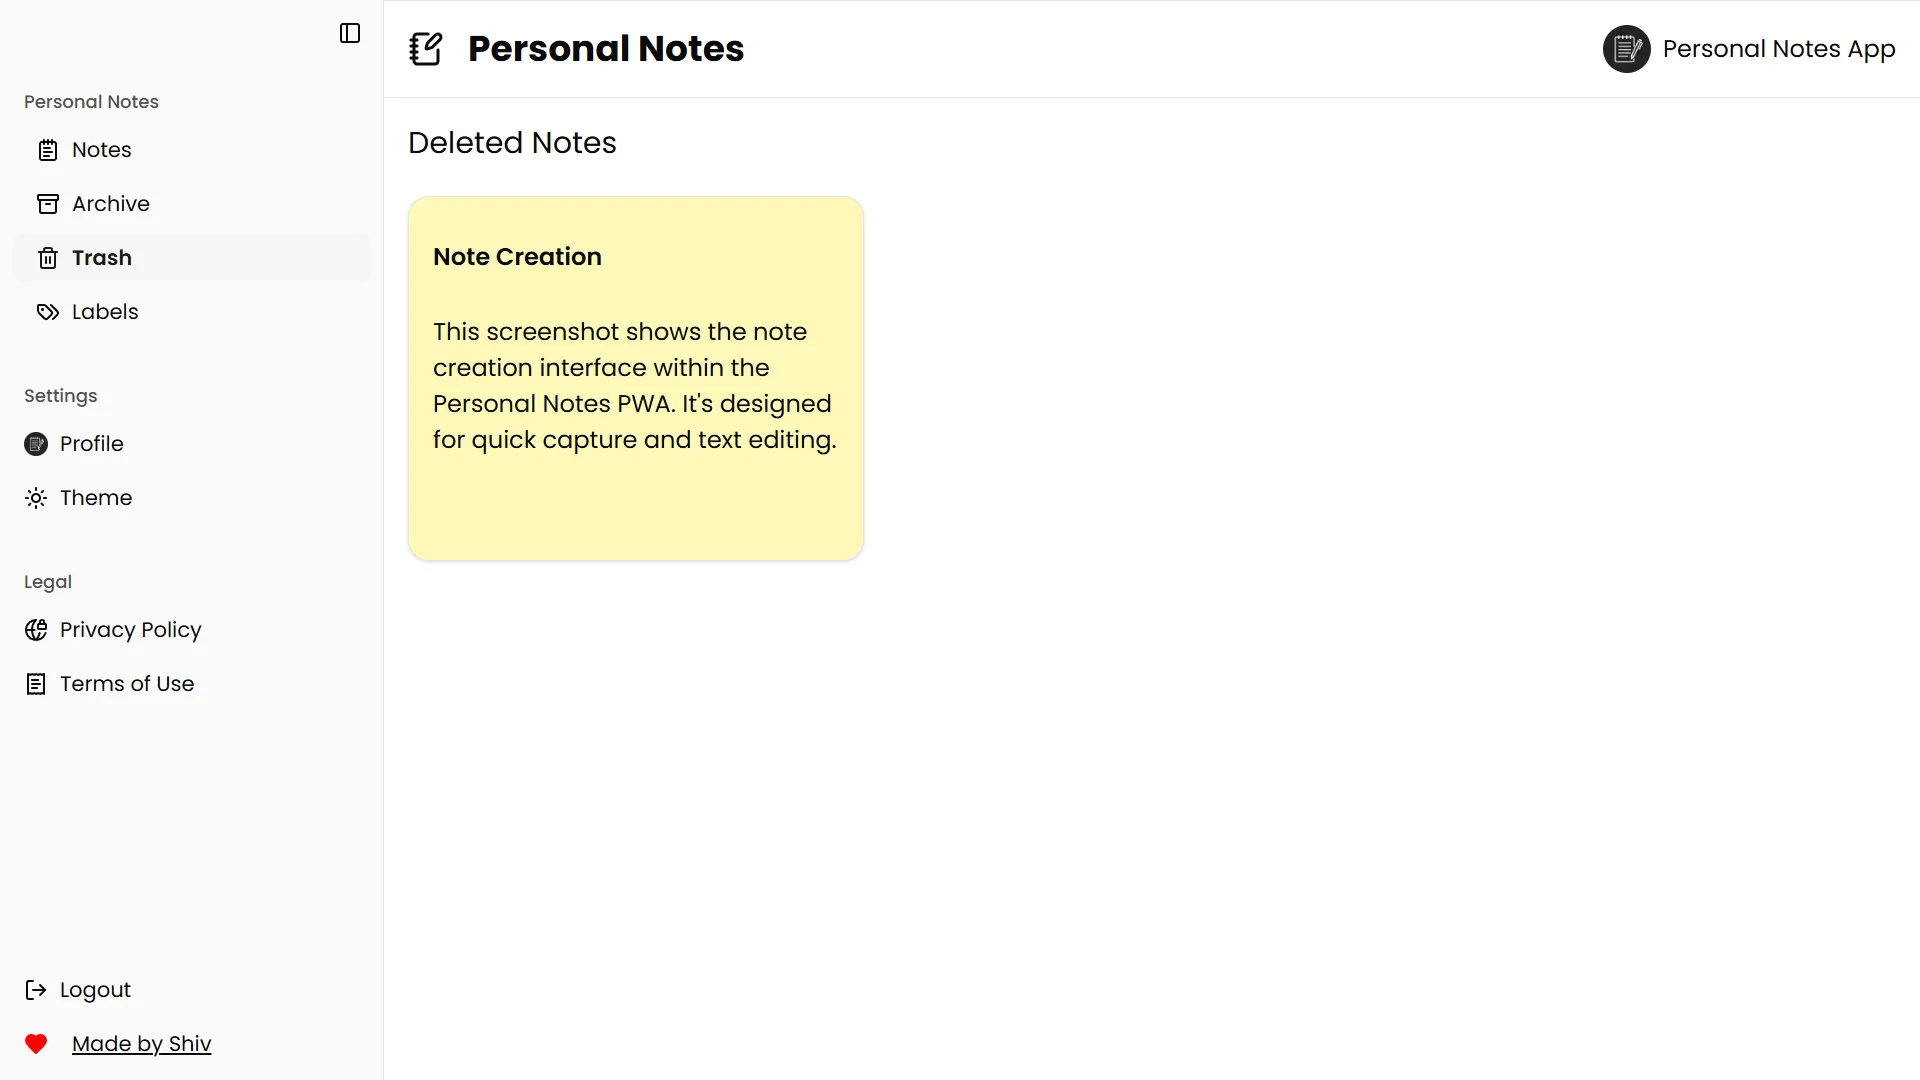 Personal Notes
Notes
Archive
Trash
Labels
Settings
Profile
Theme
Legal
Privacy Policy
Terms of Use
Logout
Made by Shiv
Personal Notes
Personal Notes App
Deleted Notes
Note Creation
This screenshot shows the note
creation interface within the
Personal Notes PWA. It's designed
for quick capture and text editing.